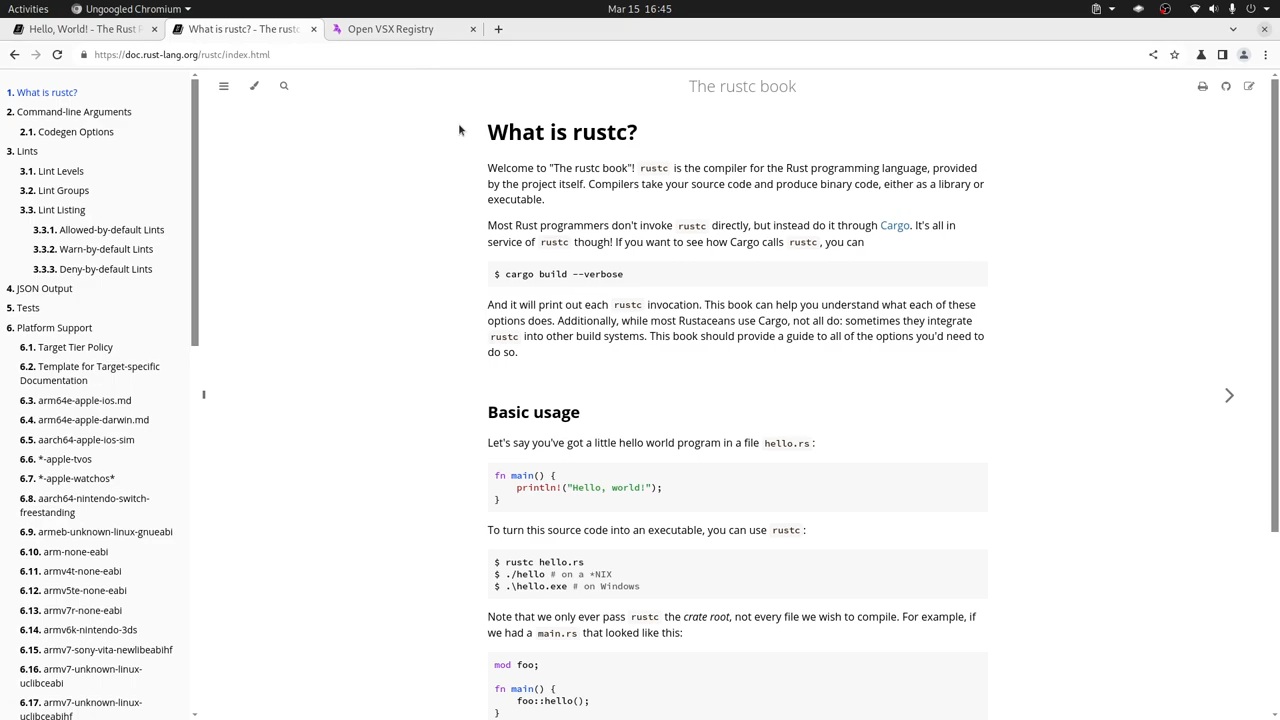 Activities Ungoogled Chromium Mar 15 16:45
Hello, World! - The Rust P What is rustc? - The rustc Open VSX Registry
https://doc.rust-lang.org/rustc/index.html
1. What is rustc?
2. Command-line Arguments
2.1. Codegen Options
3. Lints
3.1. Lint Levels
3.2. Lint Groups
3.3. Lint Listing
3.3.1. Allowed-by-default Lints
3.3.2. Warn-by-default Lints
3.3.3. Deny-by-default Lints
4. JSON Output
5. Tests
6. Platform Support
6.1. Target Tier Policy
6.2. Template for Target-specific
Documentation
6.3. arm64e-apple-ios.md
6.4. arm64e-apple-darwin.md
6.5. aarch64-apple-ios-sim
6.6. *-apple-tvos
6.7. *-apple-watchos*
6.8. aarch64-nintendo-switch-
freestanding
6.9. armeb-unknown-linux-gnueabi
6.10. arm-none-eabi
6.11. armv4t-none-eabi
6.12. armv5te-none-eabi
6.13. armv7r-none-eabi
6.14. armv6k-nintendo-3ds
6.15. armv7-sony-vita-newlibeabihf
6.16. armv7-unknown-linux-
uclibceabi
6.17. armv7-unknown-linux-
uclibceabihf
The rustc book
What is rustc?
Welcome to "The rustc book"! rustc is the compiler for the Rust programming language, provided
by the project itself. Compilers take your source code and produce binary code, either as a library or
executable.
Most Rust programmers don't invoke rustc directly, but instead do it through Cargo. It's all in
service of rustc though! If you want to see how Cargo calls rustc, you can
$ cargo build --verbose
And it will print out each rustc invocation. This book can help you understand what each of these
options does. Additionally, while most Rustaceans use Cargo, not all do: sometimes they integrate
rustc into other build systems. This book should provide a guide to all of the options you'd need to
do so.
Basic usage
Let's say you've got a little hello world program in a file hello.rs:
fn main() {
    println!("Hello, world!");
}
To turn this source code into an executable, you can use rustc:
$ rustc hello.rs
$ ./hello # on a *NIX
$ .\hello.exe # on Windows
Note that we only ever pass rustc the crate root, not every file we wish to compile. For example, if
we had a main.rs that looked like this:
mod foo;
fn main() {
    foo::hello();
}